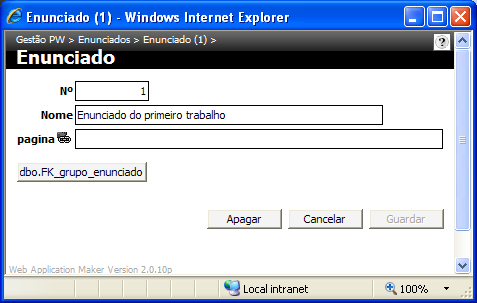 Enunciado (1) - Windows Internet Explorer
Gestão PW > Enunciados > Enunciado (1) >
?
Enunciado
Nº 1
Nome Enunciado do primeiro trabalho
pagina
dbo.FK_grupo_enunciado
Apagar Cancelar Guardar
Web Application Maker Version 2.0.10p
Local intranet 100%